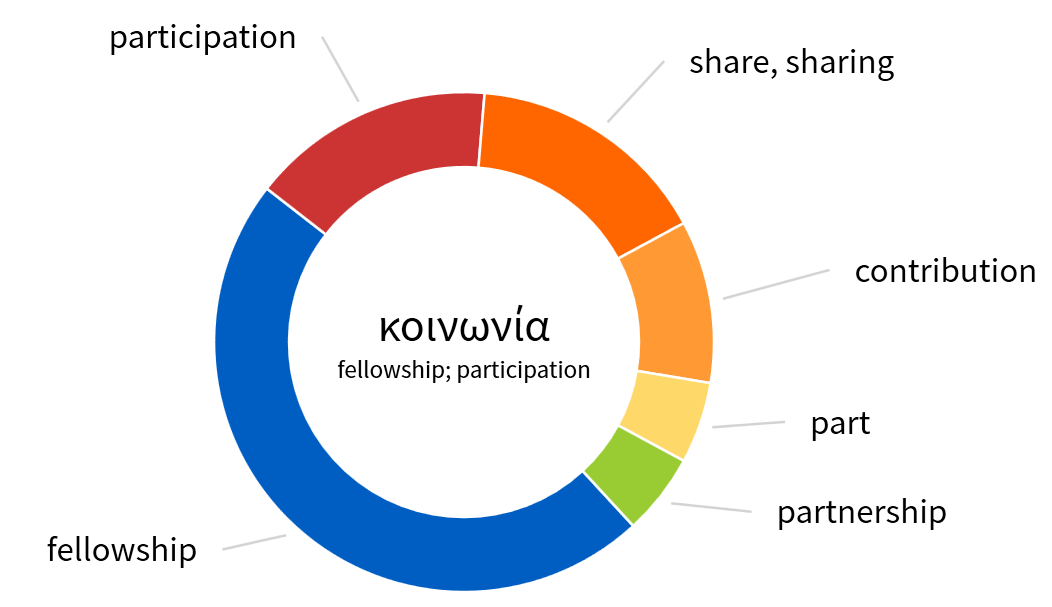 participation
share, sharing
contribution
κοινωνία
fellowship; participation
part
partnership
fellowship